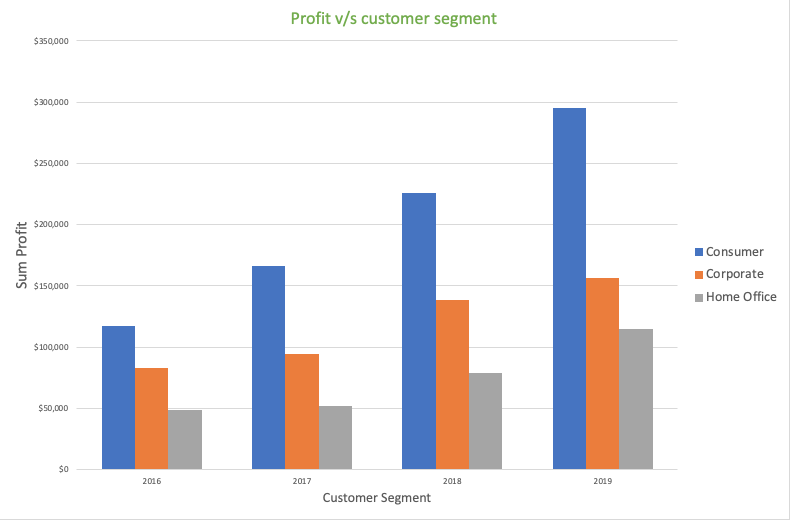 Profit v/s customer segment
$350,000
$300,000
$250,000
$200,000
$150,000
$100,000
$50,000
$0
Sum Profit
2016 2017 2018 2019
Customer Segment
Consumer
Corporate
Home Office